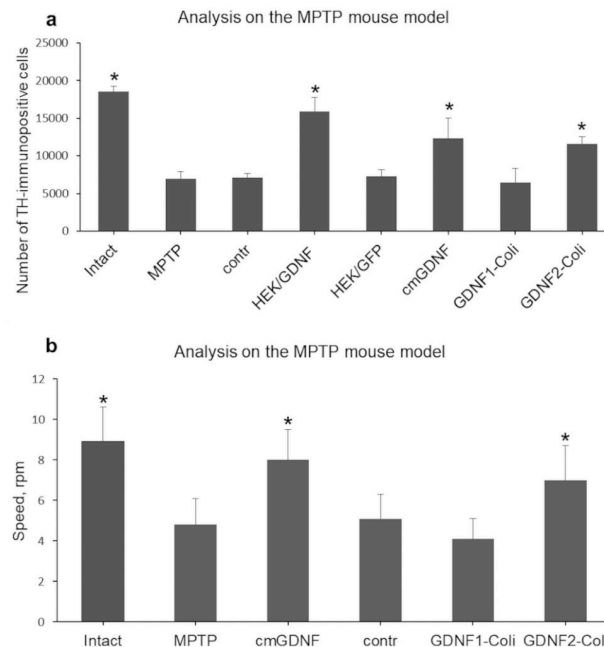 a
Analysis on the MPTP mouse model
Number of TH-immunopositive cells
25000
20000
15000
10000
5000
0
* * * *
Intact MPTP contr HEK/GDNF HEK/GFP cmGDNF GDNF1-Coli GDNF2-Coli
b
Analysis on the MPTP mouse model
Speed, rpm
12
10
8
6
4
2
0
* * *
Intact MPTP cmGDNF contr GDNF1-Coli GDNF2-Col